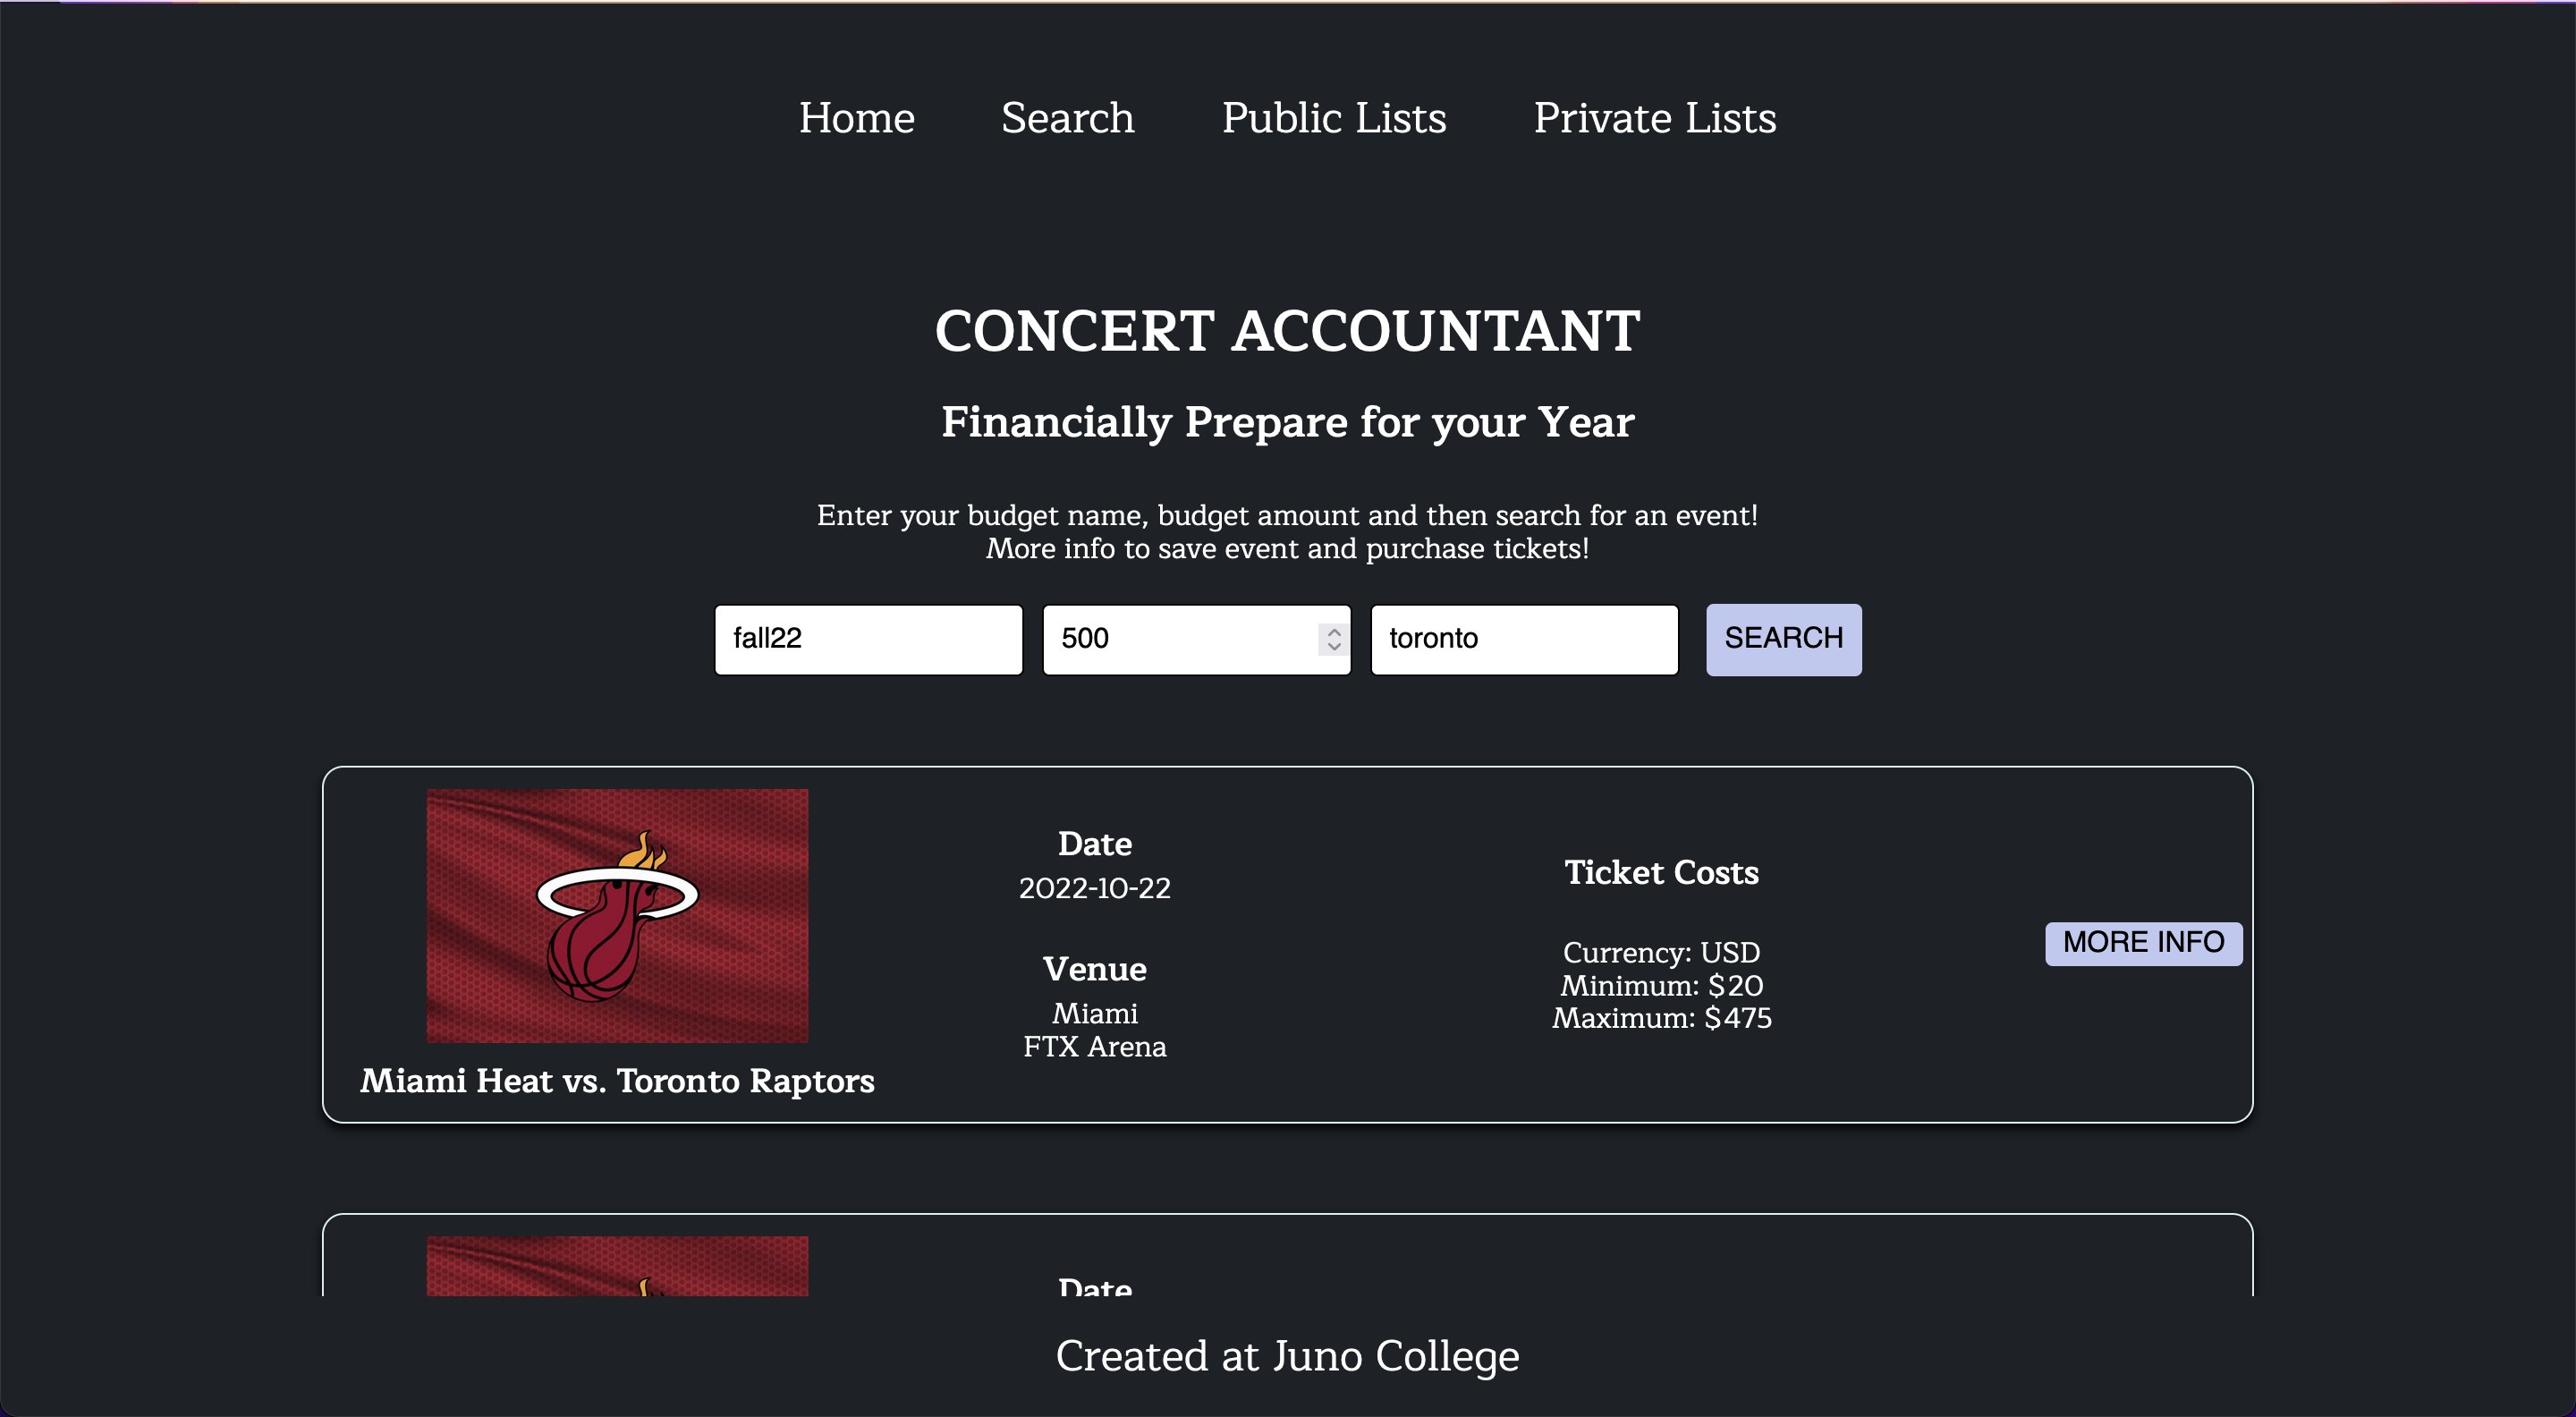 Home Search Public Lists Private Lists
CONCERT ACCOUNTANT
Financially Prepare for your Year
Enter your budget name, budget amount and then search for an event!
More info to save event and purchase tickets!
fall22 500 toronto SEARCH
Miami Heat vs. Toronto Raptors
Date
2022-10-22
Venue
Miami
FTX Arena
Ticket Costs
Currency: USD
Minimum: $20
Maximum: $475
MORE INFO
Date
Created at Juno College